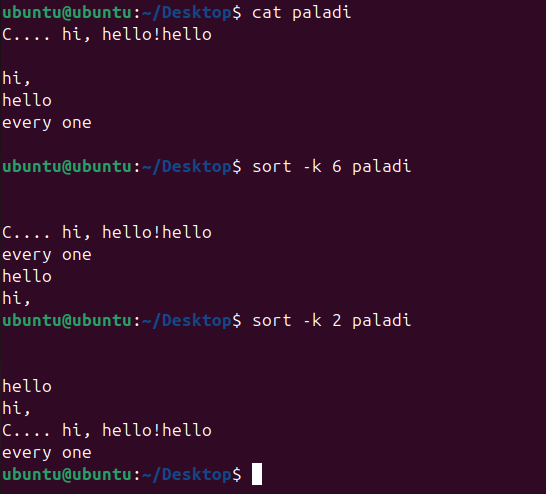 ubuntu@ubuntu:~/Desktop$ cat paladi
C.... hi, hello!hello
hi,
hello
every one
ubuntu@ubuntu:~/Desktop$ sort -k 6 paladi
C.... hi, hello!hello
every one
hello
hi,
ubuntu@ubuntu:~/Desktop$ sort -k 2 paladi
hello
hi,
C.... hi, hello!hello
every one
ubuntu@ubuntu:~/Desktop$